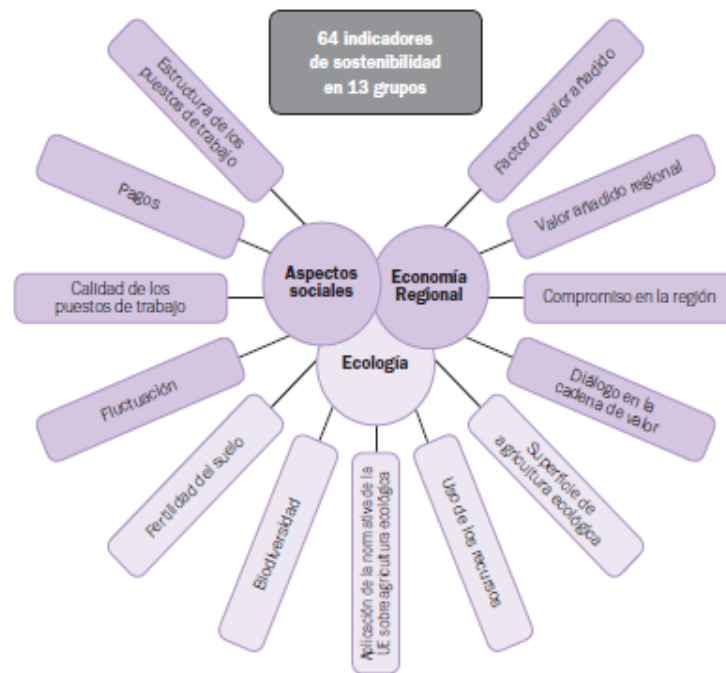 64 indicadores
de sostenibilidad
en 13 grupos
Estructura de los
puestos de trabajo
Pagos
Calidad de los
puestos de trabajo
Fluctuación
Aspectos
sociales
Economía
Regional
Ecología
Factor de valor añadido
Valor añadido regional
Compromiso en la región
Diálogo en la
cadena de valor
Fertilidad del suelo
Biodiversidad
Aplicación de la normativa de la
UE sobre agricultura ecológica
Uso de los recursos
Superficie de
agricultura ecológica